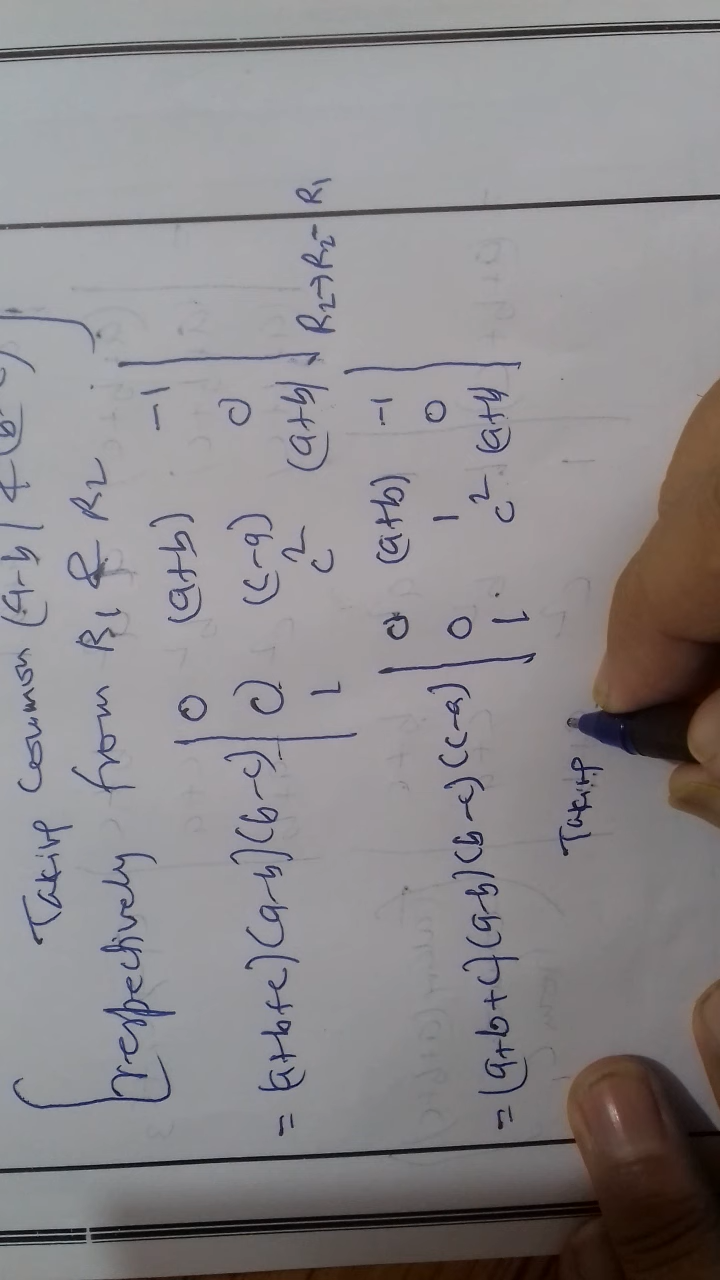 Taking common (a-b) & (b-c)
respectively from R1 & R2
0 (a+b) -1
= (a+b+c)(a-b)(b-c) 0 (c-a) 0 R2→R2-R1
1 c² (a+b)
0 (a+b) -1
= (a+b+c)(a-b)(b-c)(c-a) 0 1 0
1 c² (a+b)
Taking